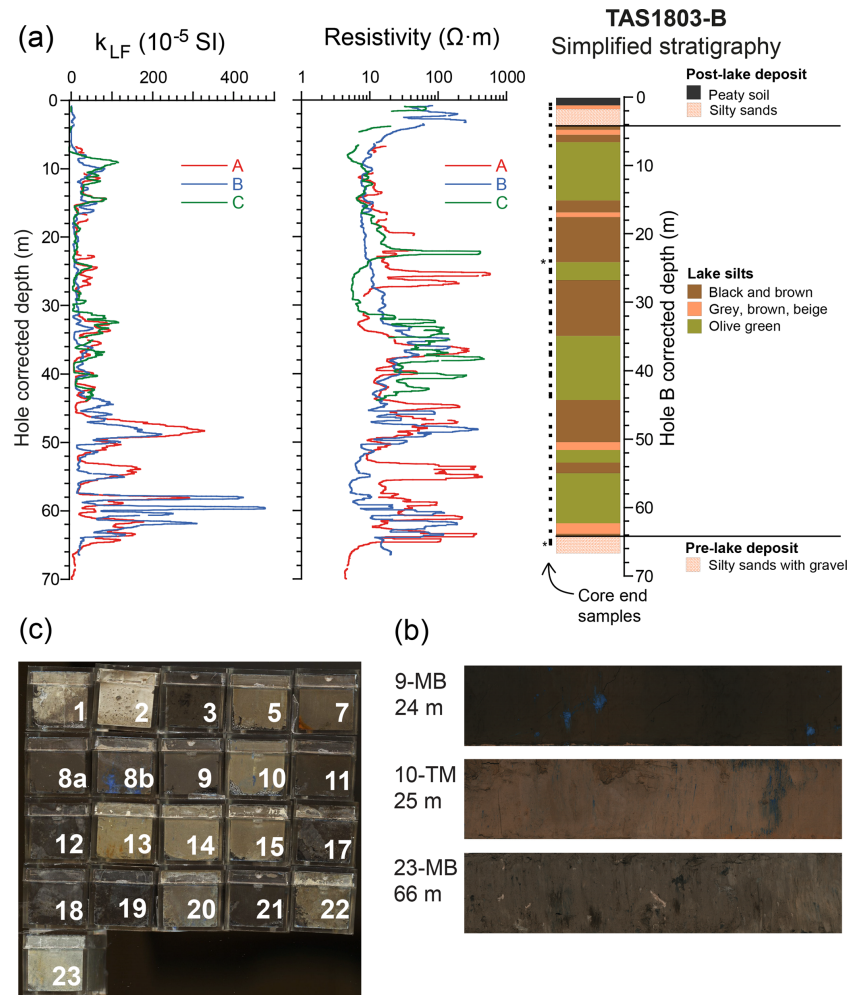 (a)
k_LF (10^-5 SI)
0 200 400
Hole corrected depth (m)
0
10
20
30
40
50
60
70
A
B
C
Resistivity (Ω·m)
1 10 100 1000
A
B
C
TAS1803-B
Simplified stratigraphy
*
*
Core end
samples
0
10
20
30
40
50
60
70
Hole B corrected depth (m)
Post-lake deposit
Peaty soil
Silty sands
Lake silts
Black and brown
Grey, brown, beige
Olive green
Pre-lake deposit
Silty sands with gravel
(c)
1 2 3 5 7
8a 8b 9 10 11
12 13 14 15 17
18 19 20 21 22
23
(b)
9-MB
24 m
10-TM
25 m
23-MB
66 m